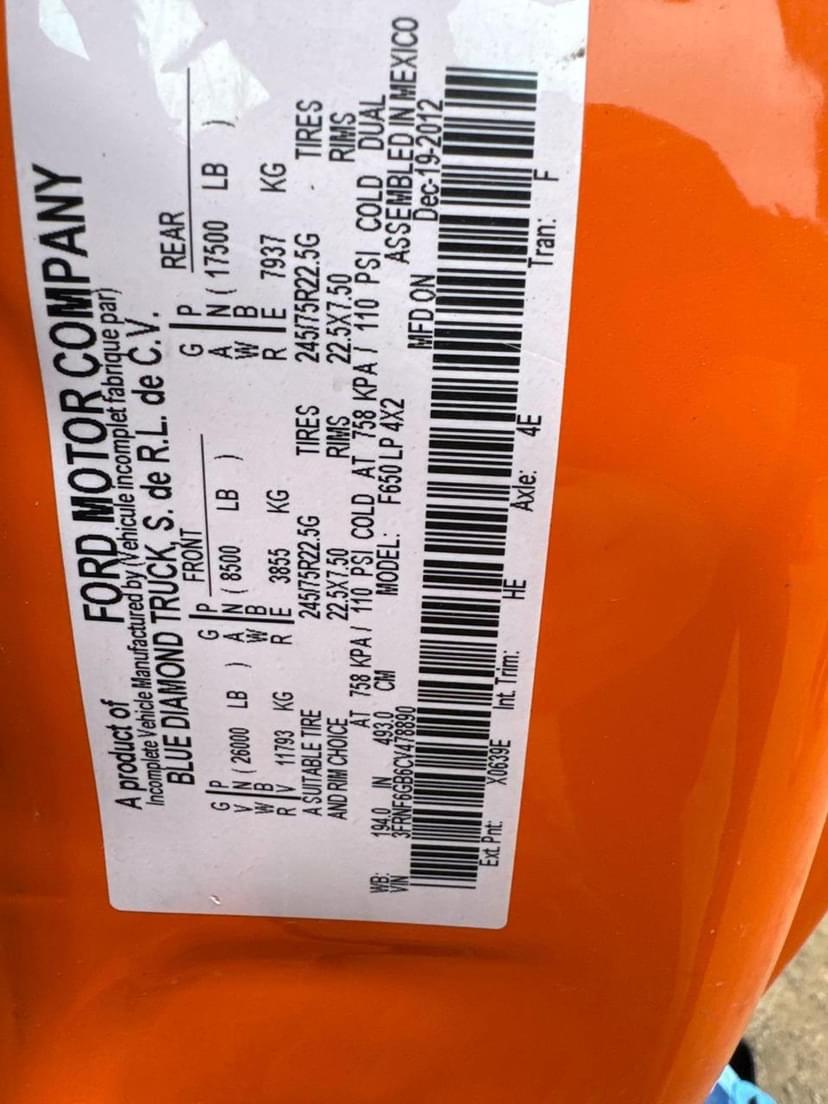 A product of FORD MOTOR COMPANY
Incomplete Vehicle Manufactured by (Vehicule incomplet fabrique par)
BLUE DIAMOND TRUCK, S. de R.L. de C.V.
FRONT REAR
G P G P G P
V N ( 26000 LB ) A N ( 8500 LB ) A N ( 17500 LB )
W B W B W B
R V 11793 KG R E 3855 KG R E 7937 KG
A SUITABLE TIRE 245/75R22.5G TIRES 245/75R22.5G TIRES
AND RIM CHOICE 22.5X7.50 RIMS 22.5X7.50 RIMS
AT 758 KPA / 110 PSI COLD AT 758 KPA / 110 PSI COLD DUAL
WB: 194.0 IN 493.0 CM MODEL: F650 LP 4X2 ASSEMBLED IN MEXICO
VIN 3FRNF6GB6CV478890 MFD ON Dec-19-2012
Ext. Pnt: X0639E Int. Trim: HE Axle: 4E Tran: F